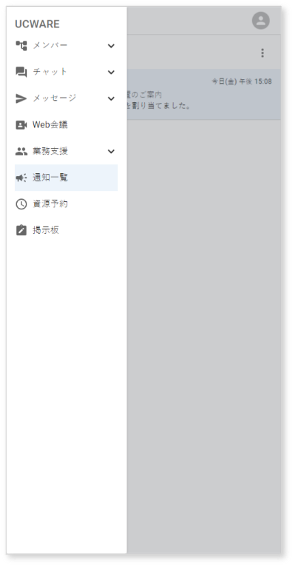 UCWARE
メンバー
チャット
メッセージ
Web会議
業務支援
通知一覧
資源予約
掲示板
今日(金) 午後 15:08
のご案内
を割り当てました。